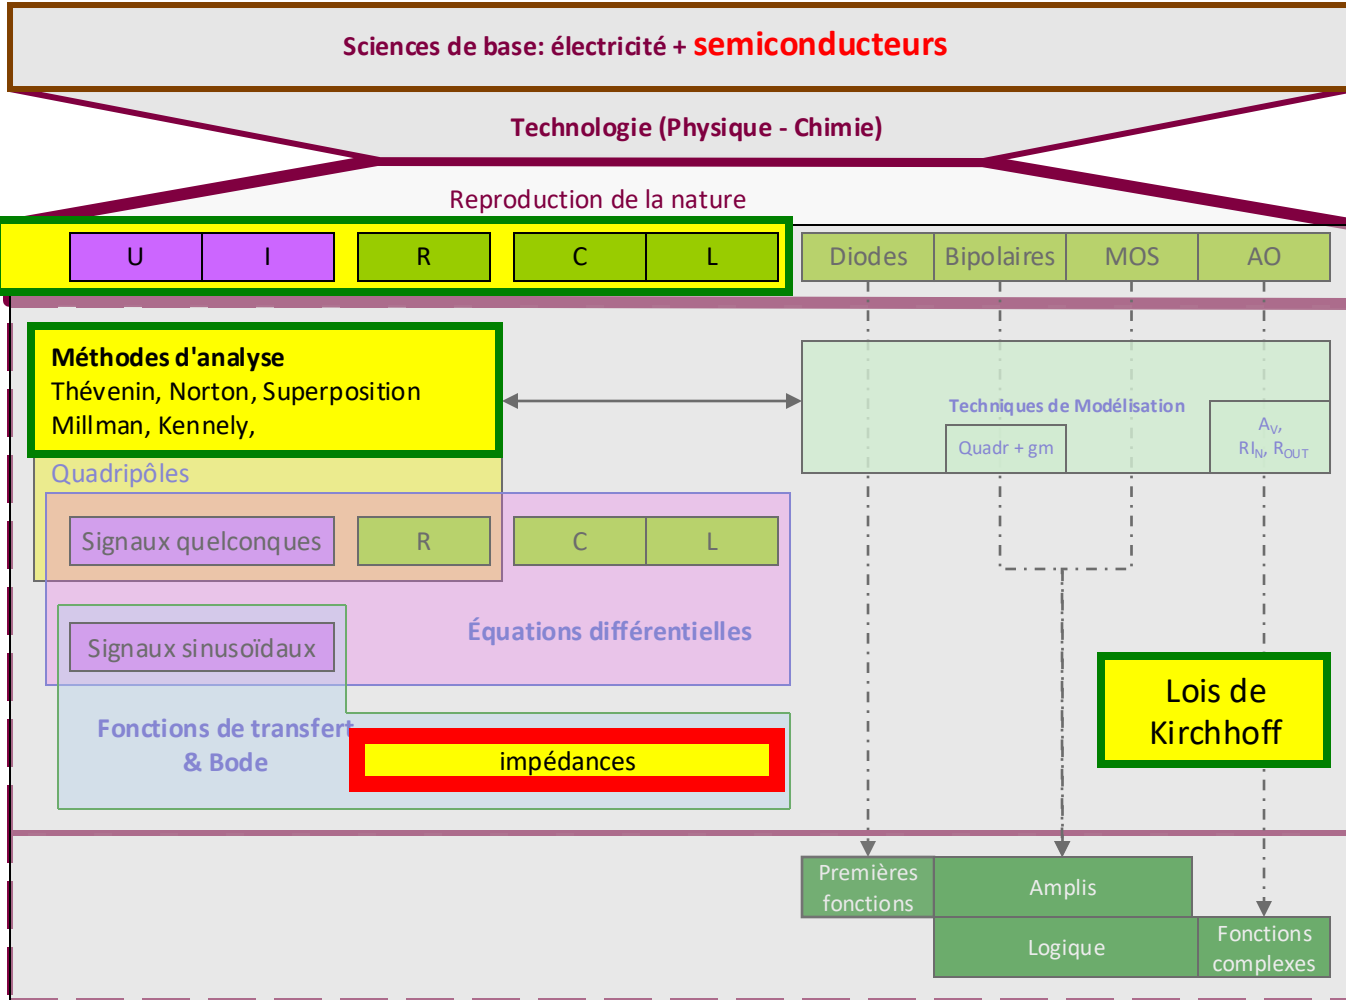 Sciences de base: électricité + semiconducteurs
Technologie (Physique - Chimie)
Reproduction de la nature
U I R C L Diodes Bipolaires MOS AO
Méthodes d'analyse
Thévenin, Norton, Superposition
Millman, Kennely,
Quadripôles
Techniques de Modélisation
Quadr + gm
AV,
RIN, ROUT
Signaux quelconques R C L
Équations différentielles
Signaux sinusoïdaux
Fonctions de transfert
& Bode
impédances
Lois de
Kirchhoff
Premières
fonctions
Amplis
Logique
Fonctions
complexes